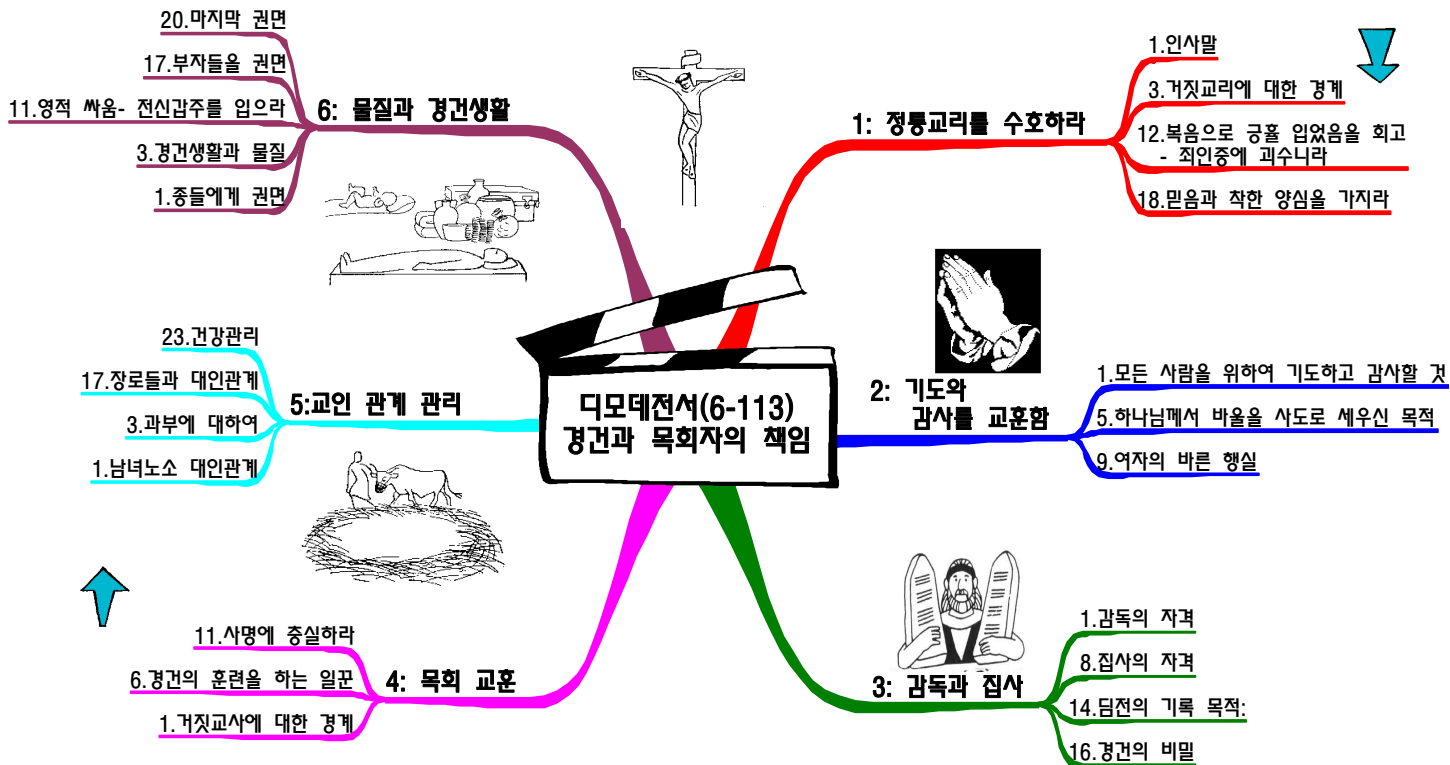 디모데전서(6-113)
경건과 목회자의 책임
1: 정통교리를 수호하라
1.인사말
3.거짓교리에 대한 경계
12.복음으로 긍휼 입었음을 회고
- 죄인중에 괴수니라
18.믿음과 착한 양심을 가지라
2: 기도와
감사를 교훈함
1.모든 사람을 위하여 기도하고 감사할 것
5.하나님께서 바울을 사도로 세우신 목적
9.여자의 바른 행실
3: 감독과 집사
1.감독의 자격
8.집사의 자격
14.딤전의 기록 목적:
16.경건의 비밀
4: 목회 교훈
11.사명에 충실하라
6.경건의 훈련을 하는 일꾼
1.거짓교사에 대한 경계
5:교인 관계 관리
23.건강관리
17.장로들과 대인관계
3.과부에 대하여
1.남녀노소 대인관계
6: 물질과 경건생활
20.마지막 권면
17.부자들을 권면
11.영적 싸움- 전신갑주를 입으라
3.경건생활과 물질
1.종들에게 권면